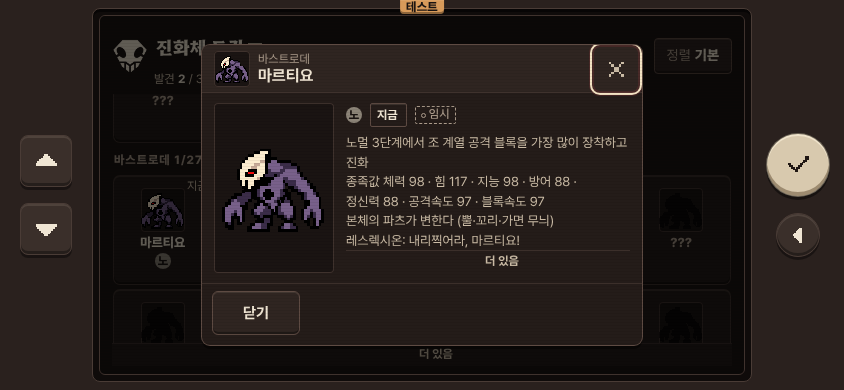 테스트
진화체
발견 2 / 3
정렬 기본
???
바스트로데 1/27
지금
마르티요
노
???
더 있음
바스트로데
마르티요
노 지금 임시
노멀 3단계에서 조 계열 공격 블록을 가장 많이 장착하고
진화
종족값 체력 98 · 힘 117 · 지능 98 · 방어 88 ·
정신력 88 · 공격속도 97 · 블록속도 97
본체의 파츠가 변한다 (뿔·꼬리·가면 무늬)
레스렉시온: 내리찍어라, 마르티요!
더 있음
닫기